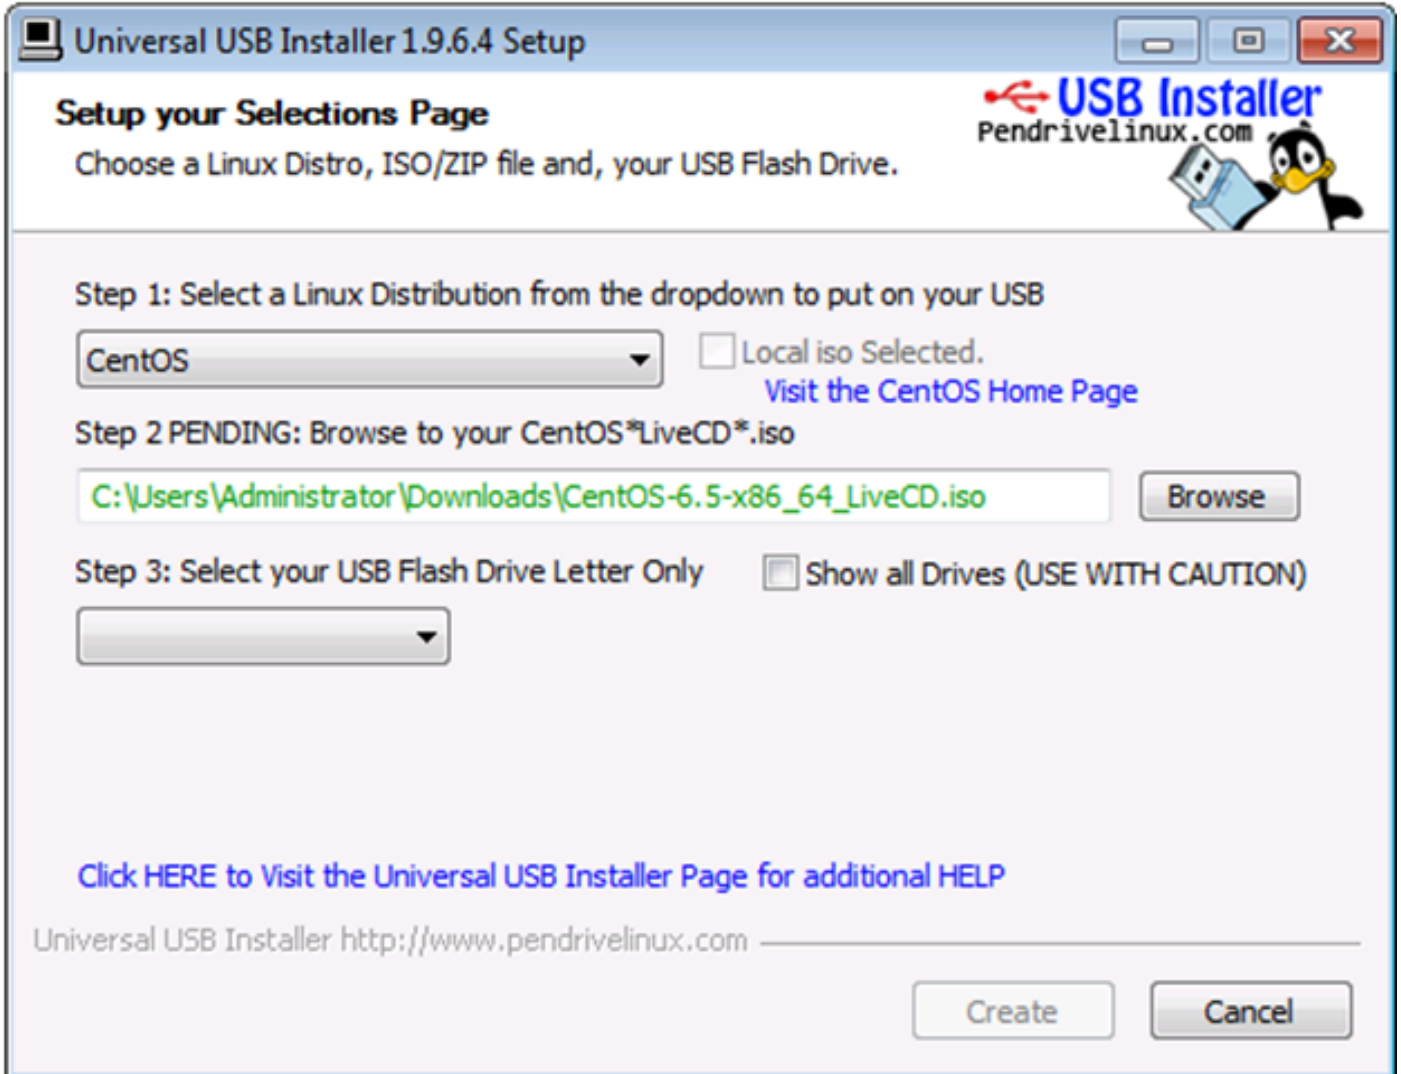 Universal USB Installer 1.9.6.4 Setup
USB Installer
Pendrivelinux.com
Setup your Selections Page
Choose a Linux Distro, ISO/ZIP file and, your USB Flash Drive.
Step 1: Select a Linux Distribution from the dropdown to put on your USB
CentOS
Local iso Selected.
Visit the CentOS Home Page
Step 2 PENDING: Browse to your CentOS*LiveCD*.iso
C:\Users\Administrator\Downloads\CentOS-6.5-x86_64_LiveCD.iso
Browse
Step 3: Select your USB Flash Drive Letter Only
Show all Drives (USE WITH CAUTION)
Click HERE to Visit the Universal USB Installer Page for additional HELP
Universal USB Installer http://www.pendrivelinux.com
Create
Cancel